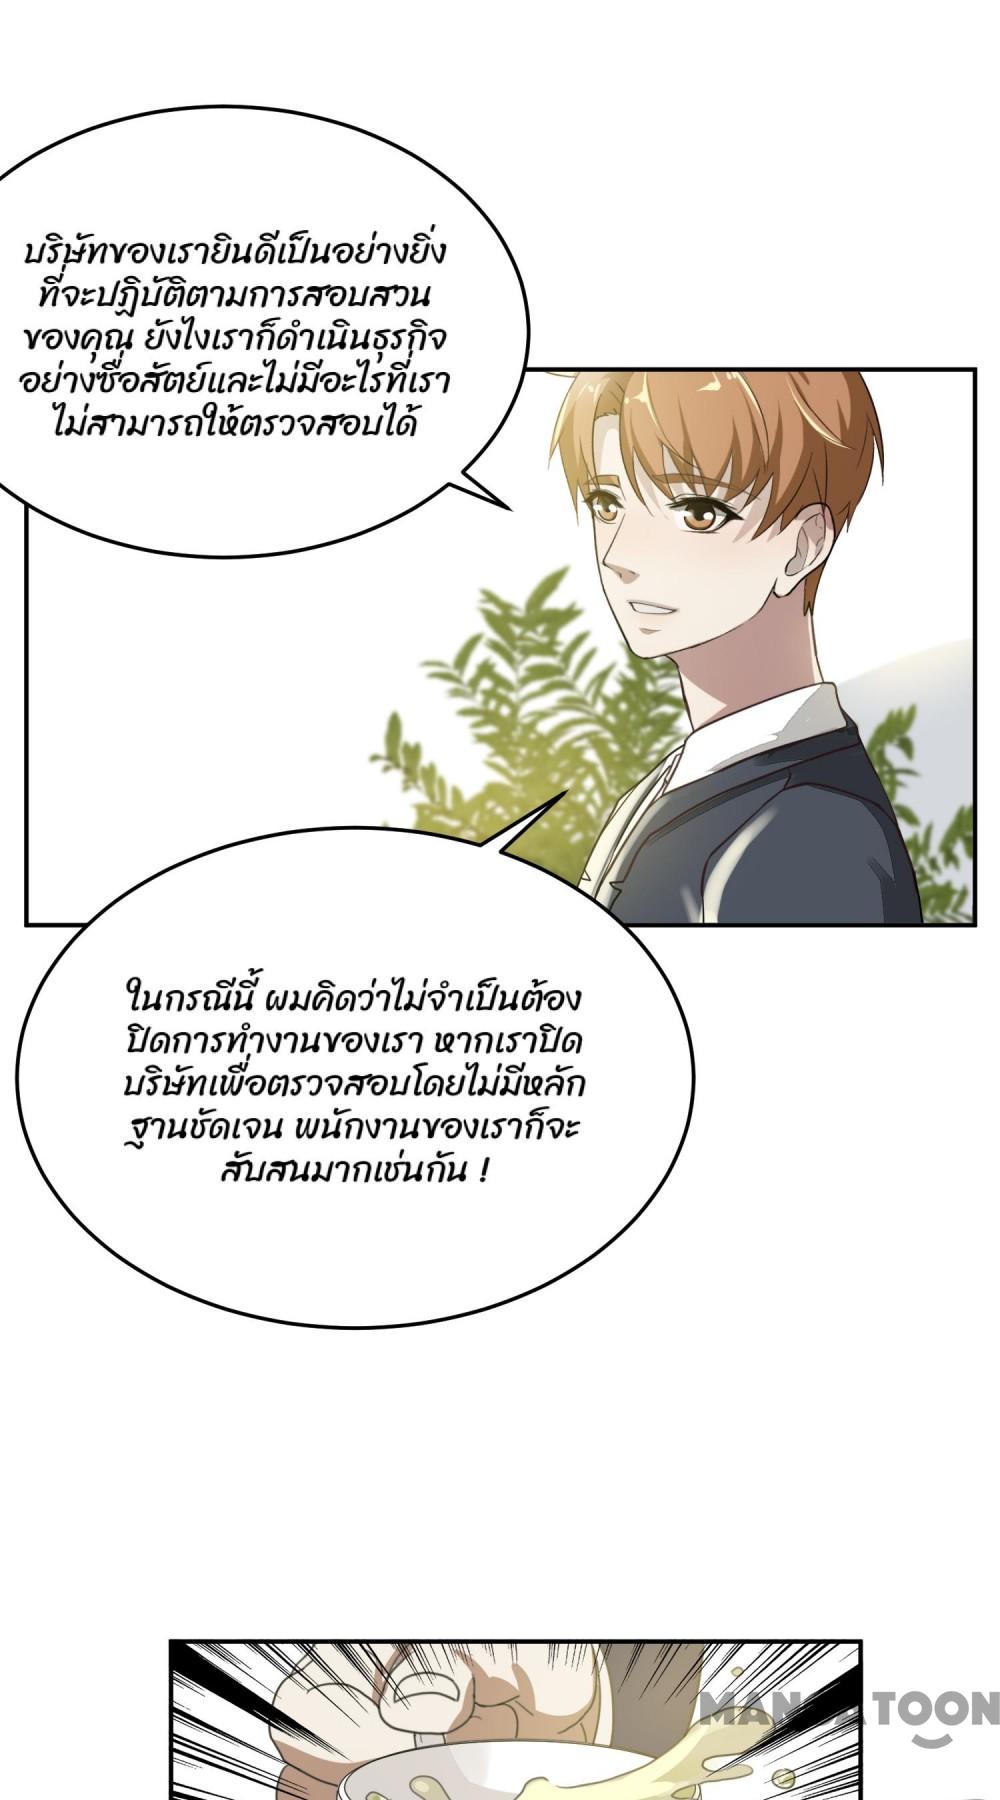 บริษัทของเรายินดีเป็นอย่างยิ่ง
ที่จะปฏิบัติตามการสอบสวน
ของคุณ ยังไงเราก็ดำเนินธุรกิจ
อย่างซื่อสัตย์และไม่มีอะไรที่เรา
ไม่สามารถให้ตรวจสอบได้
ในกรณีนี้ ผมคิดว่าไม่จำเป็นต้อง
ปิดการทำงานของเรา หากเราปิด
บริษัทเพื่อตรวจสอบโดยไม่มีหลัก
ฐานชัดเจน พนักงานของเราก็จะ
สับสนมากเช่นกัน !
MANGATOON